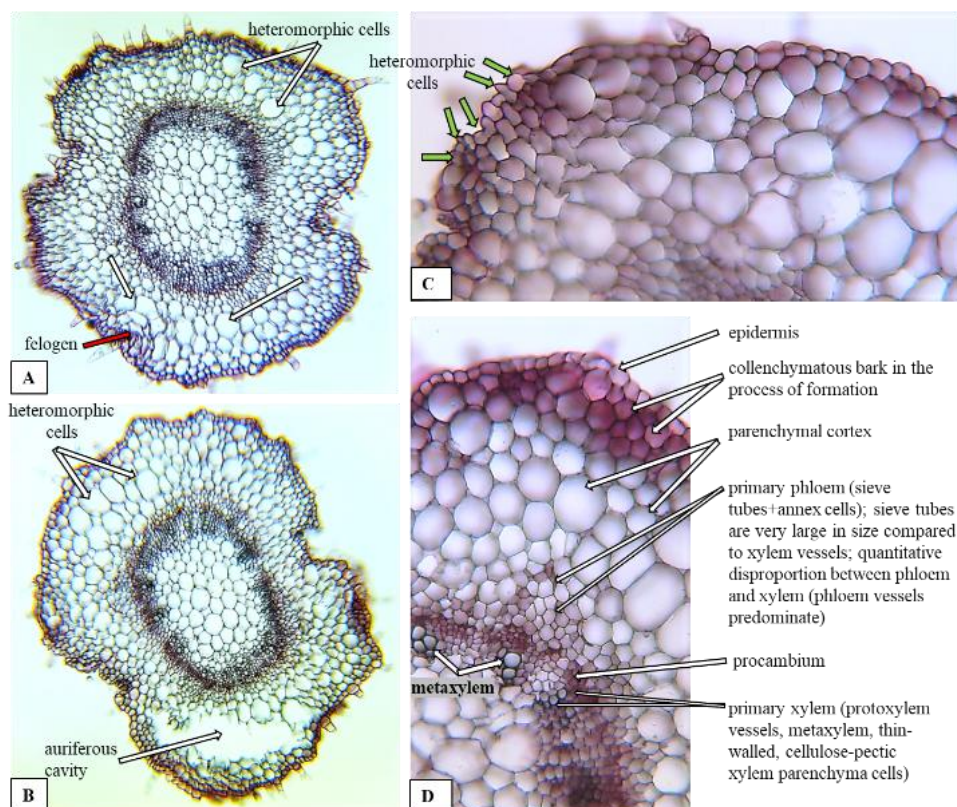 heteromorphic cells
felogen
A
heteromorphic
cells
C
heteromorphic
cells
auriferous
cavity
B
epidermis
collenchymatous bark in the
process of formation
parenchymal cortex
primary phloem (sieve
tubes+annex cells); sieve tubes
are very large in size compared
to xylem vessels; quantitative
disproportion between phloem
and xylem (phloem vessels
predominate)
procambium
metaxylem
primary xylem (protoxylem
vessels, metaxylem, thin-
walled, cellulose-pectic
xylem parenchyma cells)
D